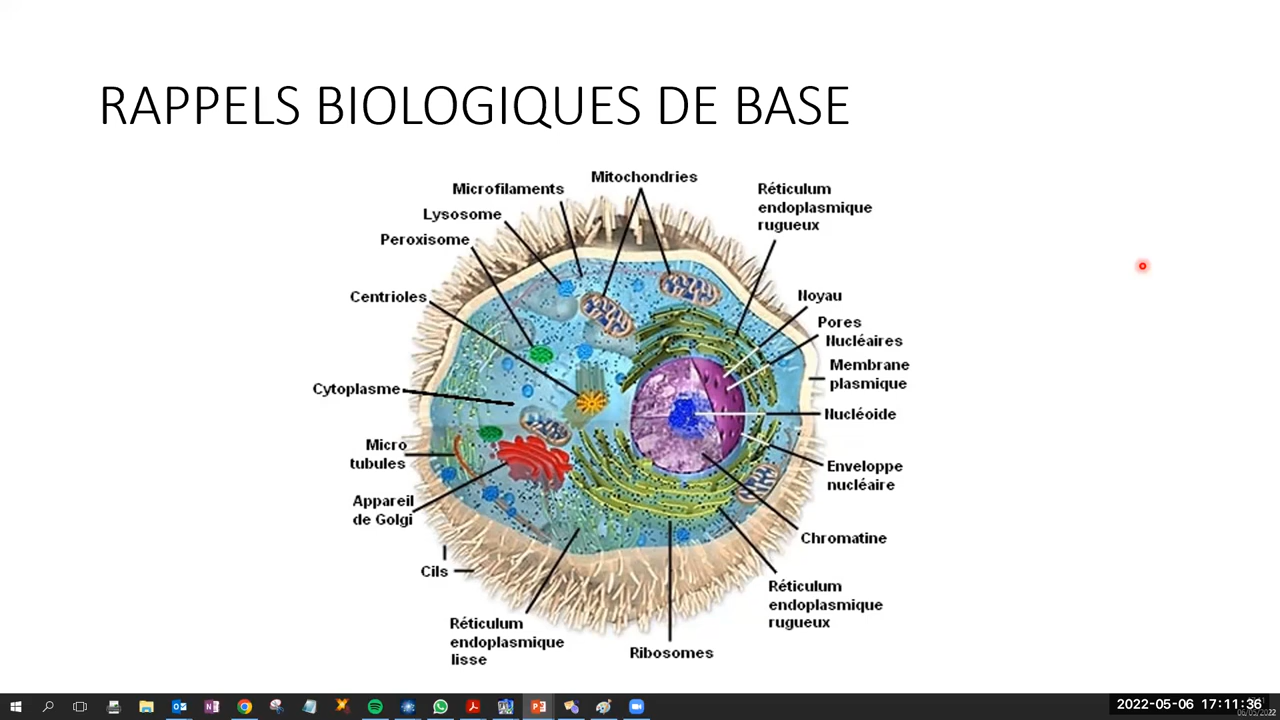 RAPPELS BIOLOGIQUES DE BASE
Mitochondries
Microfilaments
Lysosome
Peroxisome
Centrioles
Cytoplasme
Micro
tubules
Appareil
de Golgi
Cils
Réticulum
endoplasmique
lisse
Ribosomes
Réticulum
endoplasmique
rugueux
Noyau
Pores
Nucléaires
Membrane
plasmique
Nucléoide
Enveloppe
nucléaire
Chromatine
Réticulum
endoplasmique
rugueux
2022-05-06 17:11:36